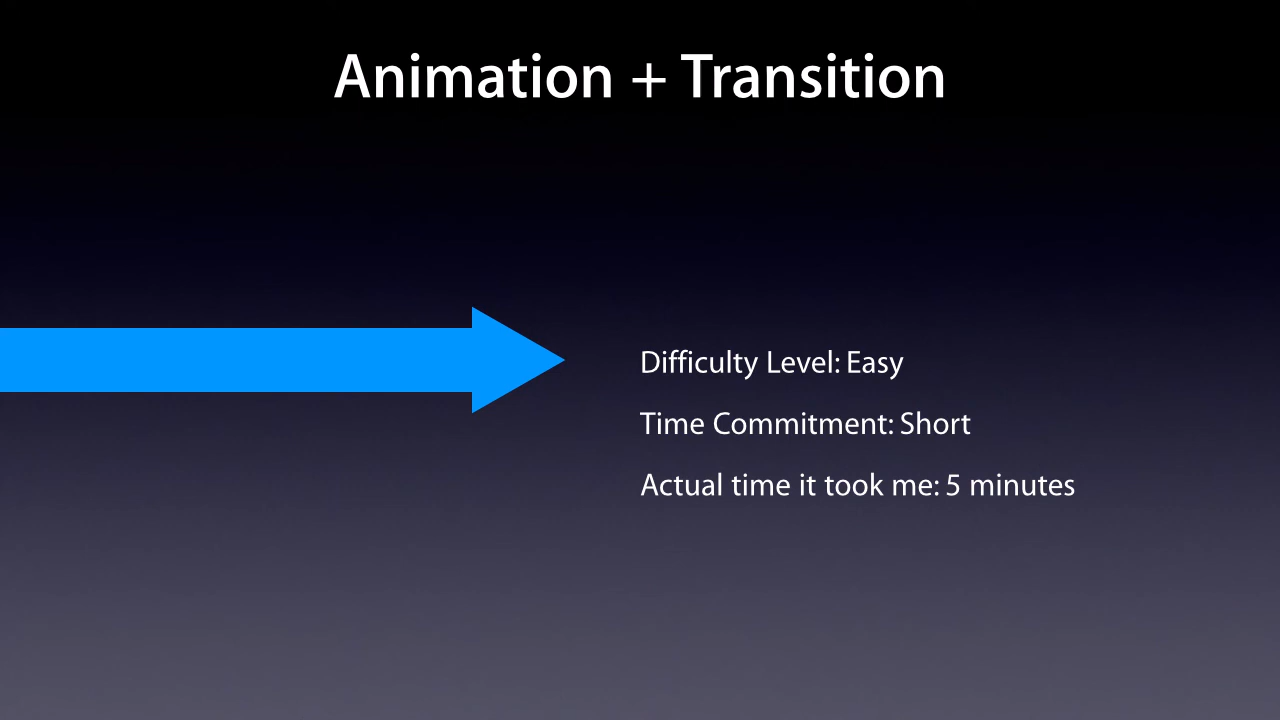 Animation + Transition
Difficulty Level: Easy
Time Commitment: Short
Actual time it took me: 5 minutes